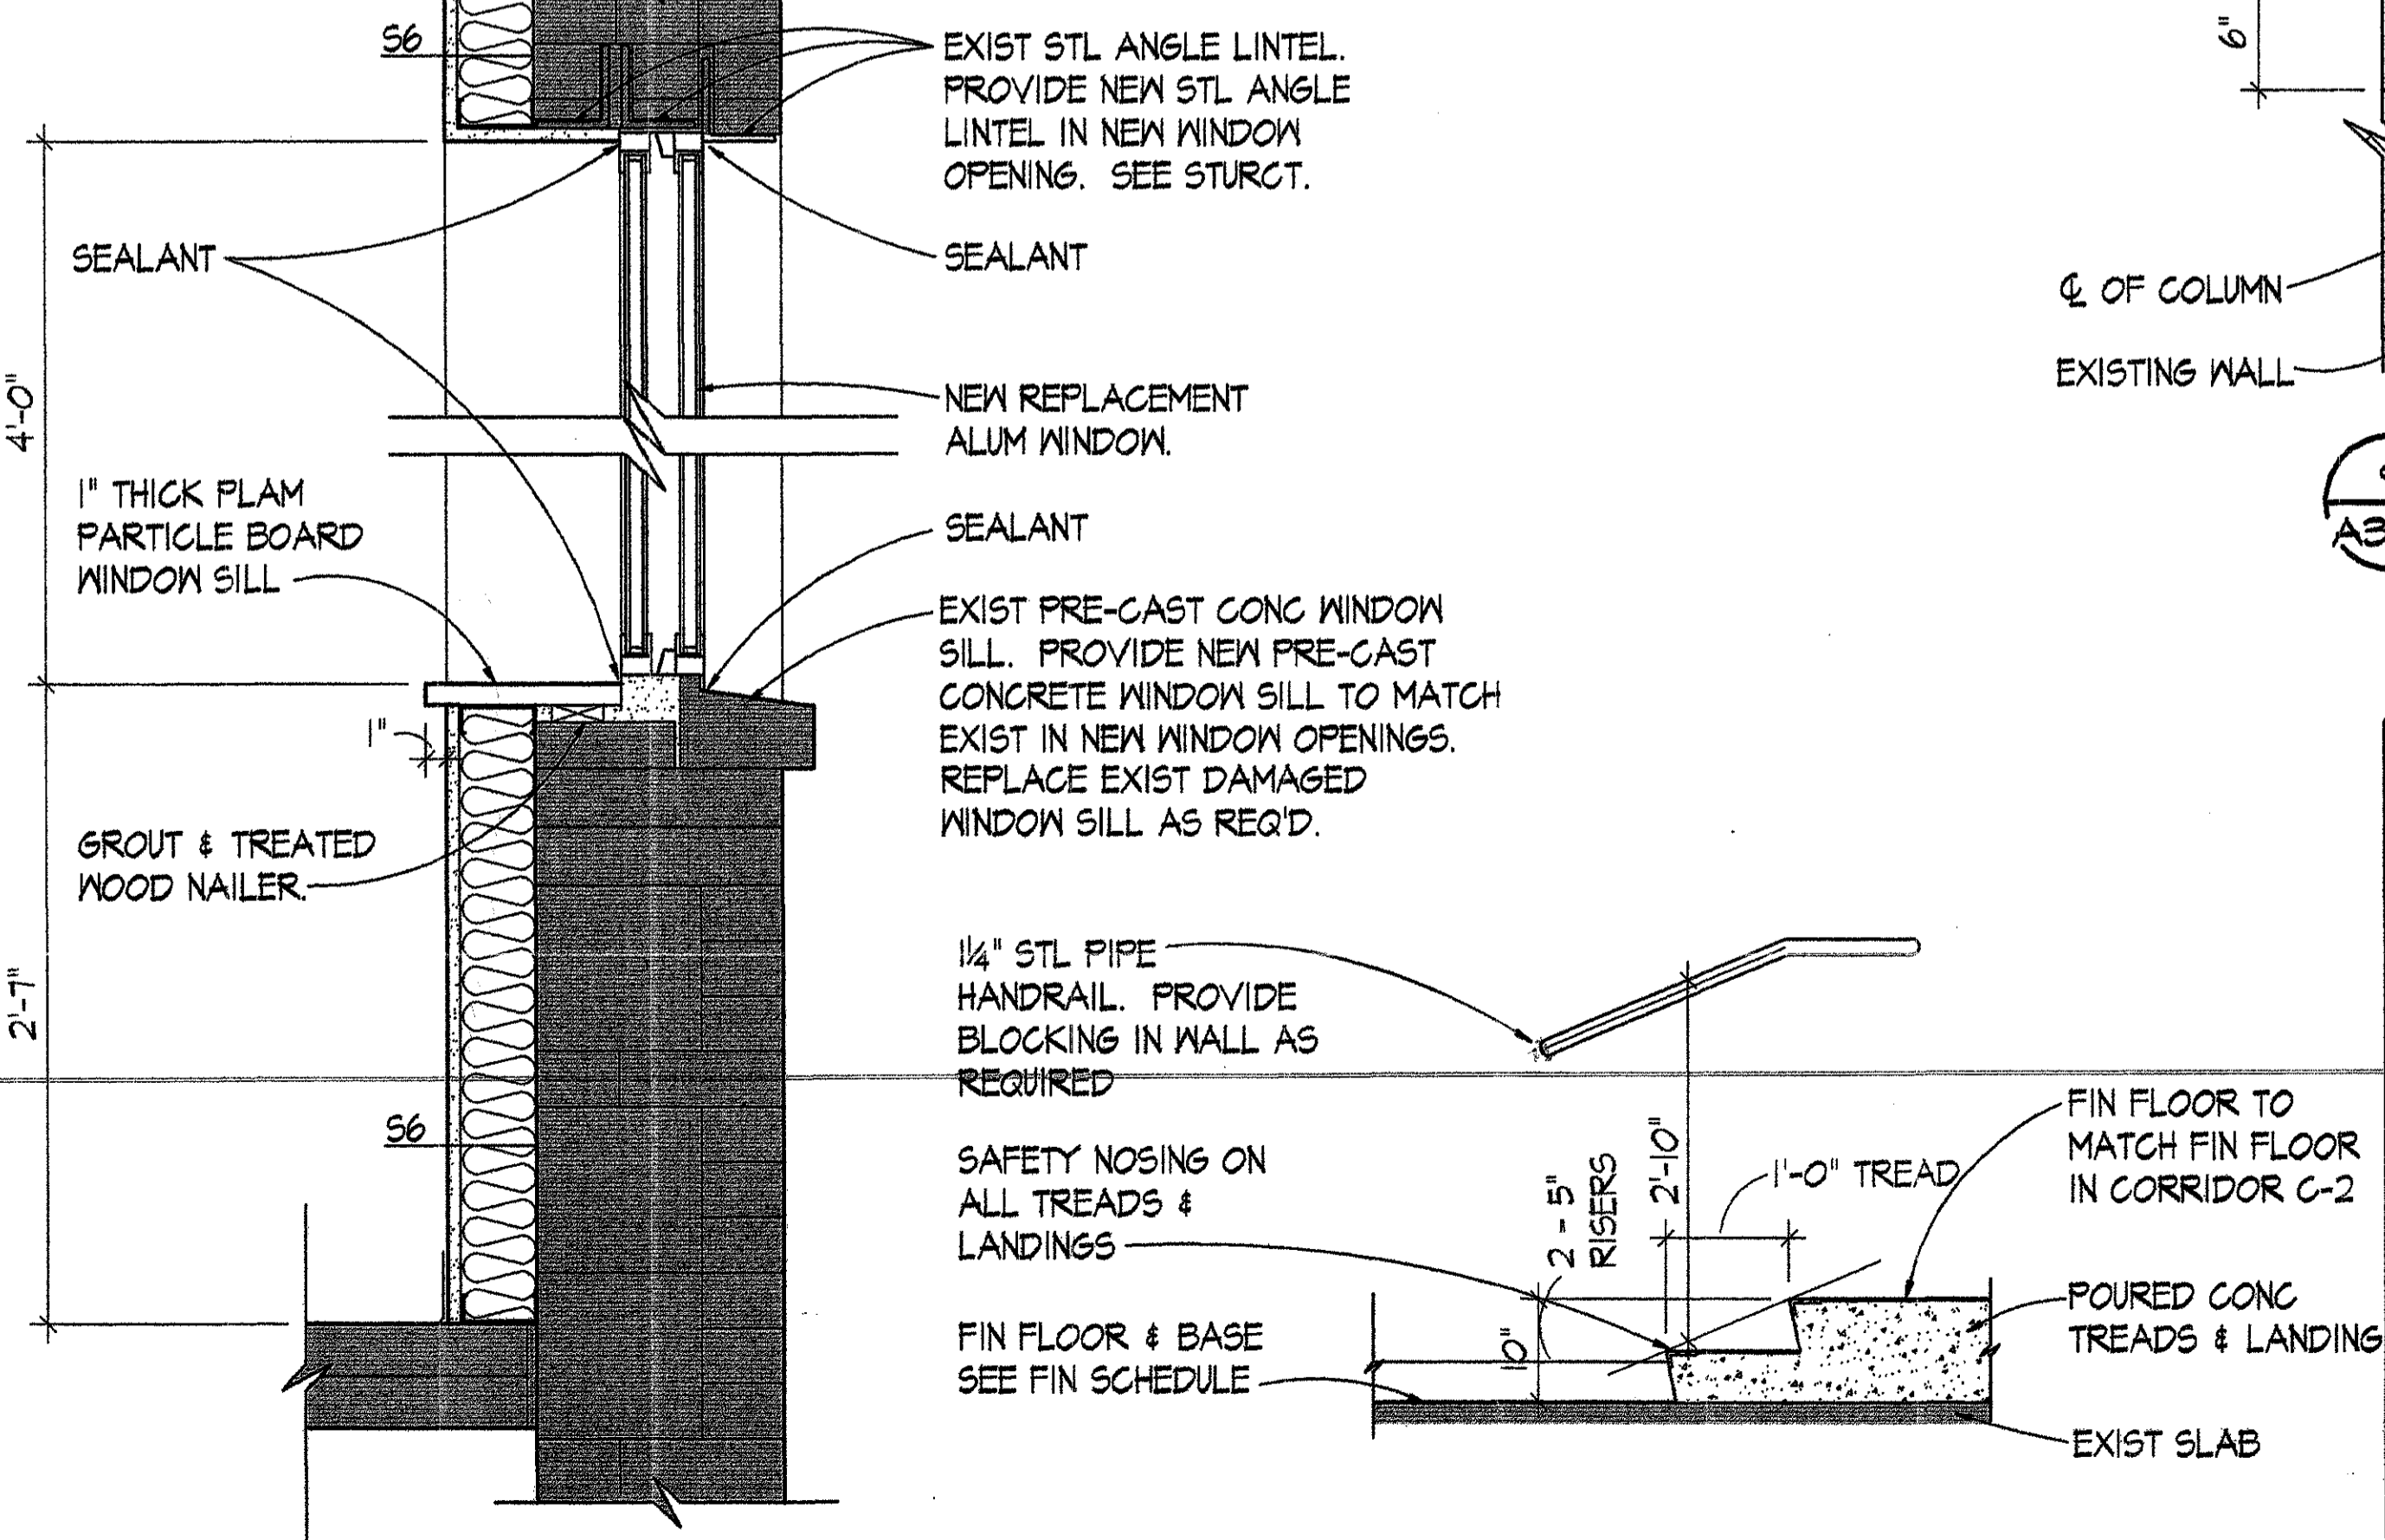 S6
EXIST STL ANGLE LINTEL.
PROVIDE NEW STL ANGLE
LINTEL IN NEW WINDOW
OPENING. SEE STURCT.
SEALANT
SEALANT
4'-0"
NEW REPLACEMENT
ALUM WINDOW.
1" THICK PLAM
PARTICLE BOARD
WINDOW SILL
SEALANT
EXIST PRE-CAST CONC WINDOW
SILL. PROVIDE NEW PRE-CAST
CONCRETE WINDOW SILL TO MATCH
EXIST IN NEW WINDOW OPENINGS.
REPLACE EXIST DAMAGED
WINDOW SILL AS REQ'D.
1"
GROUT & TREATED
WOOD NAILER.
2'-7"
S6
6"
℄ OF COLUMN
EXISTING WALL
A3
1¼" STL PIPE
HANDRAIL. PROVIDE
BLOCKING IN WALL AS
REQUIRED
SAFETY NOSING ON
ALL TREADS &
LANDINGS
FIN FLOOR & BASE
SEE FIN SCHEDULE
10"
2 - 5"
RISERS
2'-10"
1'-0" TREAD
FIN FLOOR TO
MATCH FIN FLOOR
IN CORRIDOR C-2
POURED CONC
TREADS & LANDING
EXIST SLAB